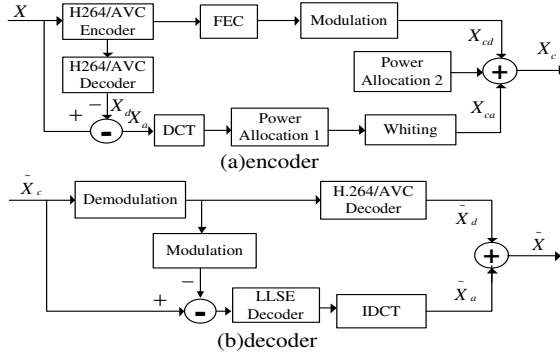 X
H264/AVC
Encoder
FEC
Modulation
X_cd
X_c
H264/AVC
Decoder
Power
Allocation 2
+
−
X_d
+
-
X_a
DCT
Power
Allocation 1
Whiting
X_ca
(a)encoder
X̃_c
Demodulation
H.264/AVC
Decoder
X̃_d
X̃
Modulation
+
−
+
-
LLSE
Decoder
IDCT
X̃_a
(b)decoder